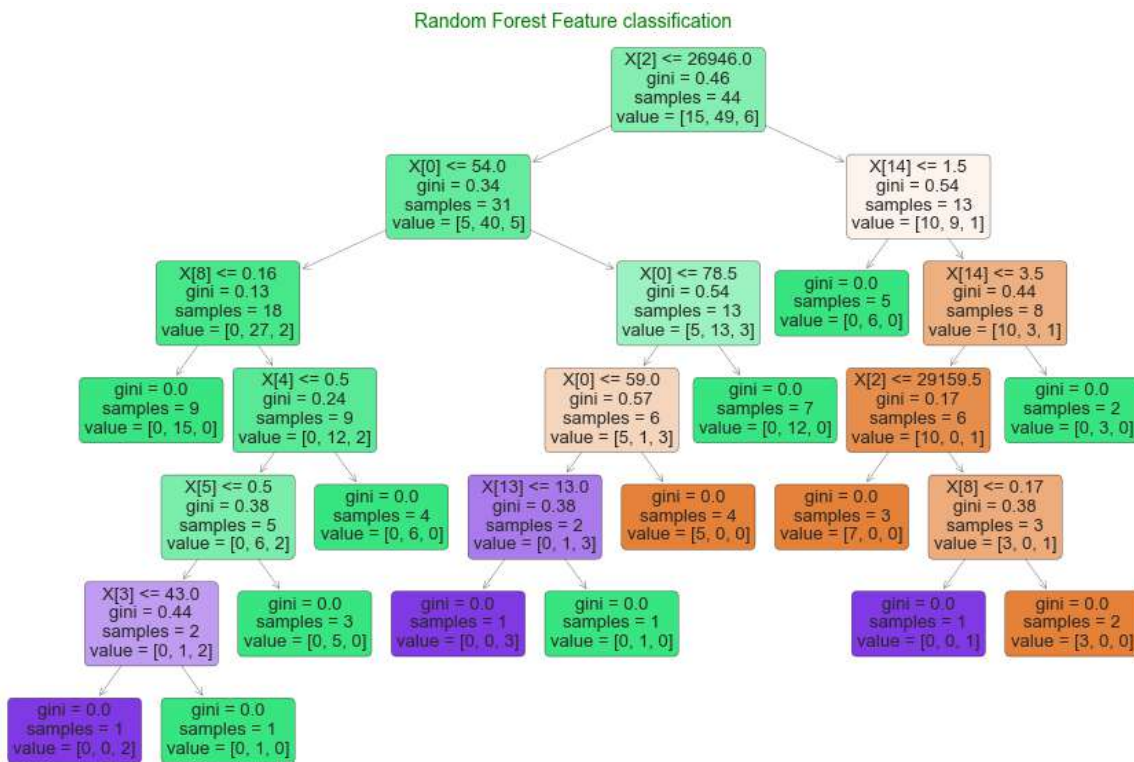 Random Forest Feature classification
X[2] <= 26946.0
gini = 0.46
samples = 44
value = [15, 49, 6]
X[0] <= 54.0
gini = 0.34
samples = 31
value = [5, 40, 5]
X[14] <= 1.5
gini = 0.54
samples = 13
value = [10, 9, 1]
X[8] <= 0.16
gini = 0.13
samples = 18
value = [0, 27, 2]
X[0] <= 78.5
gini = 0.54
samples = 13
value = [5, 13, 3]
gini = 0.0
samples = 5
value = [0, 6, 0]
X[14] <= 3.5
gini = 0.44
samples = 8
value = [10, 3, 1]
gini = 0.0
samples = 9
value = [0, 15, 0]
X[4] <= 0.5
gini = 0.24
samples = 9
value = [0, 12, 2]
X[0] <= 59.0
gini = 0.57
samples = 6
value = [5, 1, 3]
gini = 0.0
samples = 7
value = [0, 12, 0]
X[2] <= 29159.5
gini = 0.17
samples = 6
value = [10, 0, 1]
gini = 0.0
samples = 2
value = [0, 3, 0]
X[5] <= 0.5
gini = 0.38
samples = 5
value = [0, 6, 2]
gini = 0.0
samples = 4
value = [0, 6, 0]
X[13] <= 13.0
gini = 0.38
samples = 2
value = [0, 1, 3]
gini = 0.0
samples = 4
value = [5, 0, 0]
gini = 0.0
samples = 3
value = [7, 0, 0]
X[8] <= 0.17
gini = 0.38
samples = 3
value = [3, 0, 1]
X[3] <= 43.0
gini = 0.44
samples = 2
value = [0, 1, 2]
gini = 0.0
samples = 3
value = [0, 5, 0]
gini = 0.0
samples = 1
value = [0, 0, 3]
gini = 0.0
samples = 1
value = [0, 1, 0]
gini = 0.0
samples = 1
value = [0, 0, 1]
gini = 0.0
samples = 2
value = [3, 0, 0]
gini = 0.0
samples = 1
value = [0, 0, 2]
gini = 0.0
samples = 1
value = [0, 1, 0]